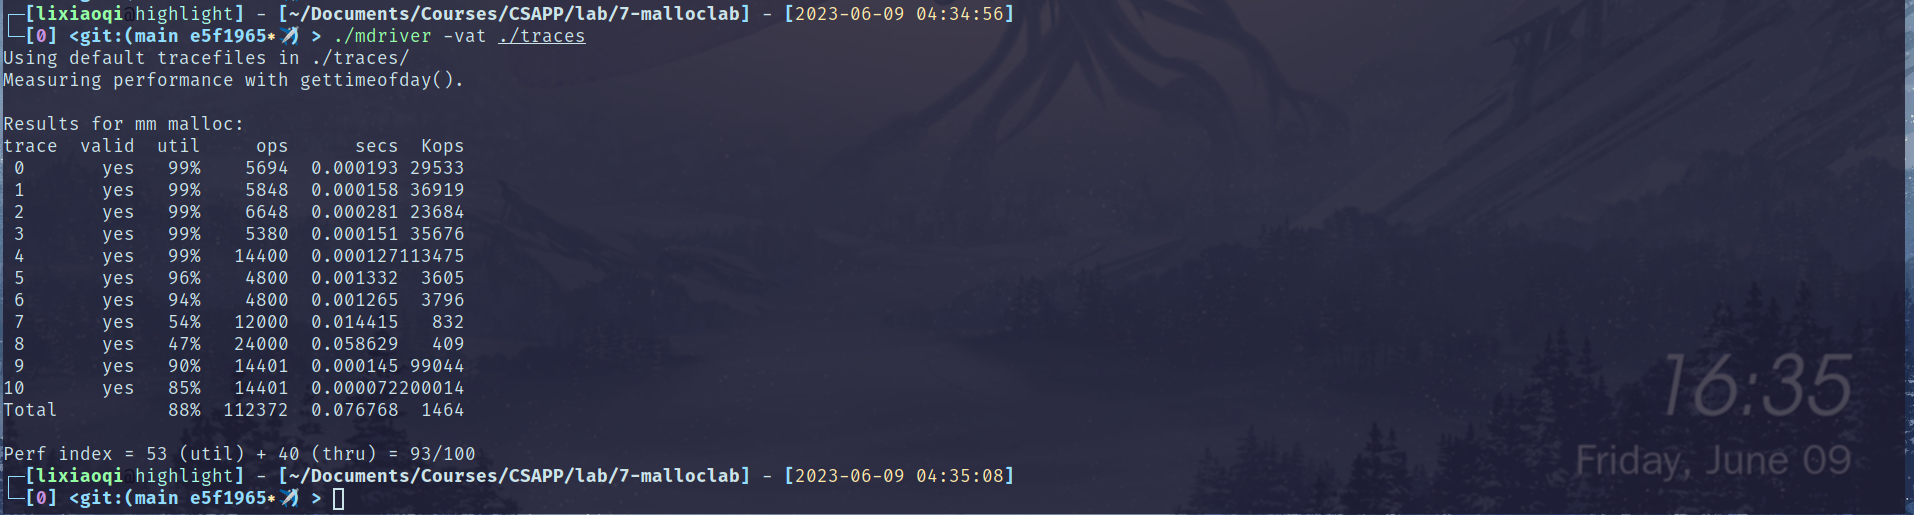 [lixiaoqi@highlight] - [~/Documents/Courses/CSAPP/lab/7-malloclab] - [2023-06-09 04:34:56]
[0] <git:(main e5f1965*) > ./mdriver -vat ./traces
Using default tracefiles in ./traces/
Measuring performance with gettimeofday().
Results for mm malloc:
trace  valid  util     ops      secs  Kops
 0       yes   99%    5694  0.000193 29533
 1       yes   99%    5848  0.000158 36919
 2       yes   99%    6648  0.000281 23684
 3       yes   99%    5380  0.000151 35676
 4       yes   99%   14400  0.000127113475
 5       yes   96%    4800  0.001332  3605
 6       yes   94%    4800  0.001265  3796
 7       yes   54%   12000  0.014415   832
 8       yes   47%   24000  0.058629   409
 9       yes   90%   14401  0.000145 99044
10       yes   85%   14401  0.000072200014
Total          88%  112372  0.076768  1464
Perf index = 53 (util) + 40 (thru) = 93/100
[lixiaoqi@highlight] - [~/Documents/Courses/CSAPP/lab/7-malloclab] - [2023-06-09 04:35:08]
[0] <git:(main e5f1965*) >
16:35
Friday, June 09